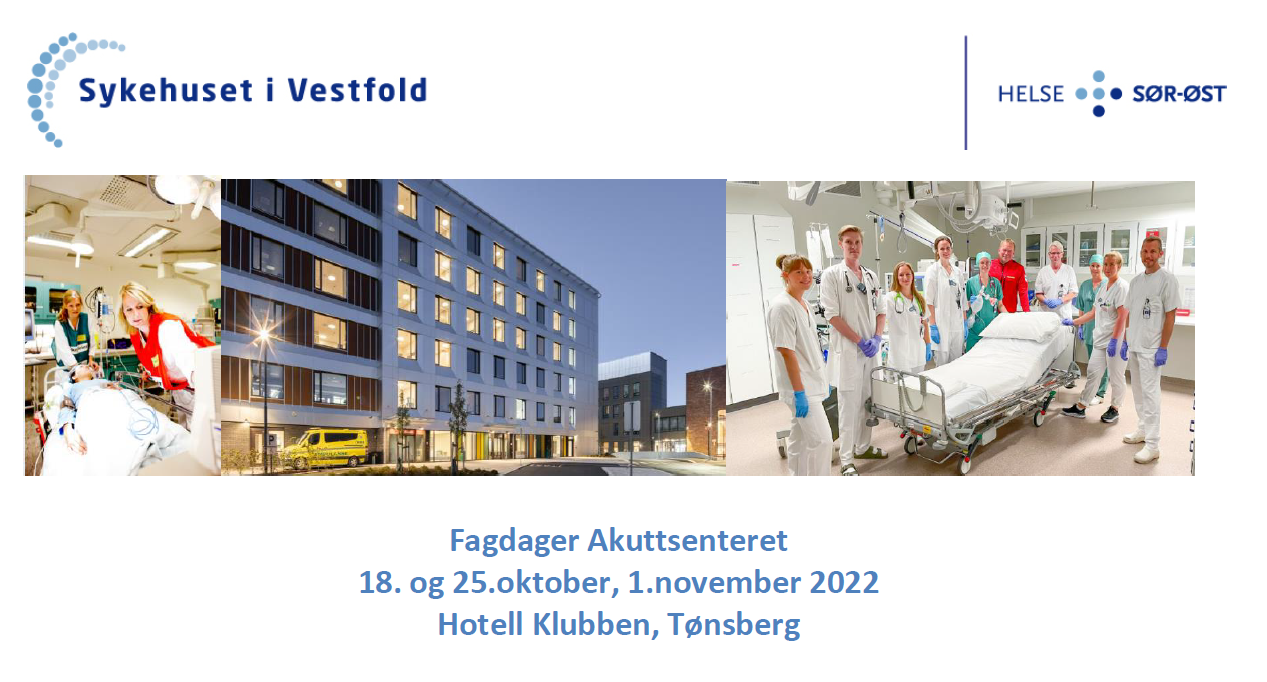 Sykehuset i Vestfold
HELSE SØR-ØST
Fagdager Akuttsenteret
18. og 25.oktober, 1.november 2022
Hotell Klubben, Tønsberg